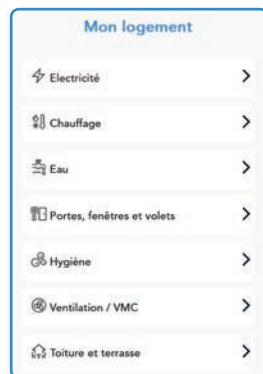 Mon logement
Electricité
Chauffage
Eau
Portes, fenêtres et volets
Hygiène
Ventilation / VMC
Toiture et terrasse